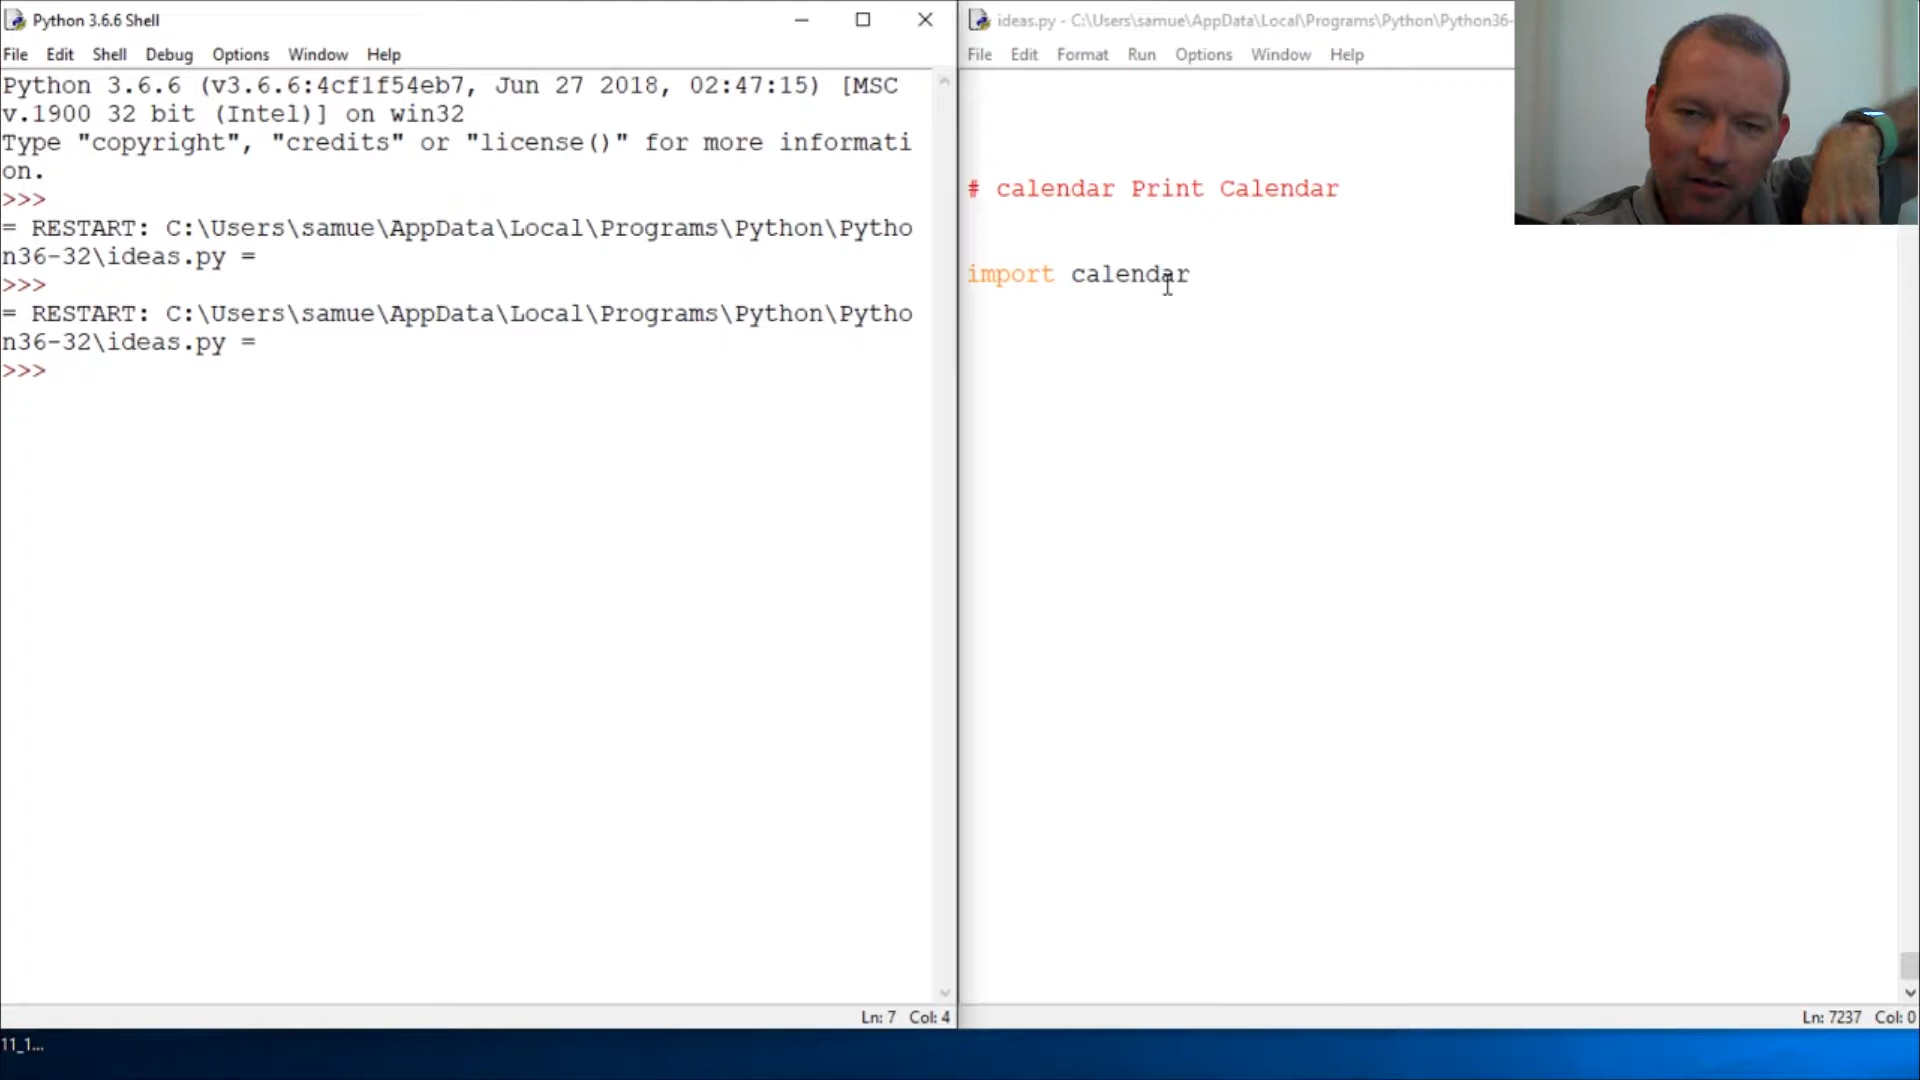 Python 3.6.6 Shell
File Edit Shell Debug Options Window Help
Python 3.6.6 (v3.6.6:4cf1f54eb7, Jun 27 2018, 02:47:15) [MSC
v.1900 32 bit (Intel)] on win32
Type "copyright", "credits" or "license()" for more informati
on.
>>>
= RESTART: C:\Users\samue\AppData\Local\Programs\Python\Pytho
n36-32\ideas.py =
>>>
= RESTART: C:\Users\samue\AppData\Local\Programs\Python\Pytho
n36-32\ideas.py =
>>>
Ln: 7 Col: 4
ideas.py - C:\Users\samue\AppData\Local\Programs\Python\Python36-
File Edit Format Run Options Window Help
# calendar Print Calendar
import calendar
Ln: 7237 Col: 0
11_1...